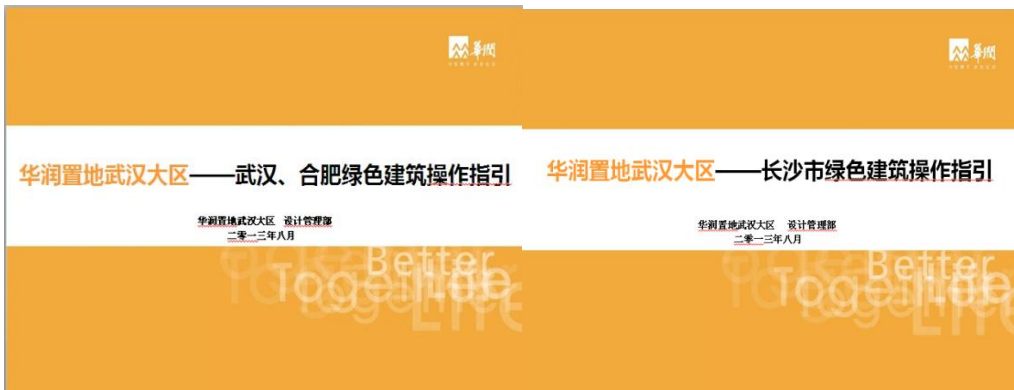 華潤
华润置地武汉大区——武汉、合肥绿色建筑操作指引
华润置地武汉大区 设计管理部
二零一三年八月
Better
Together
Life
華潤
华润置地武汉大区——长沙市绿色建筑操作指引
华润置地武汉大区 设计管理部
二零一三年八月
Better
Together
Life